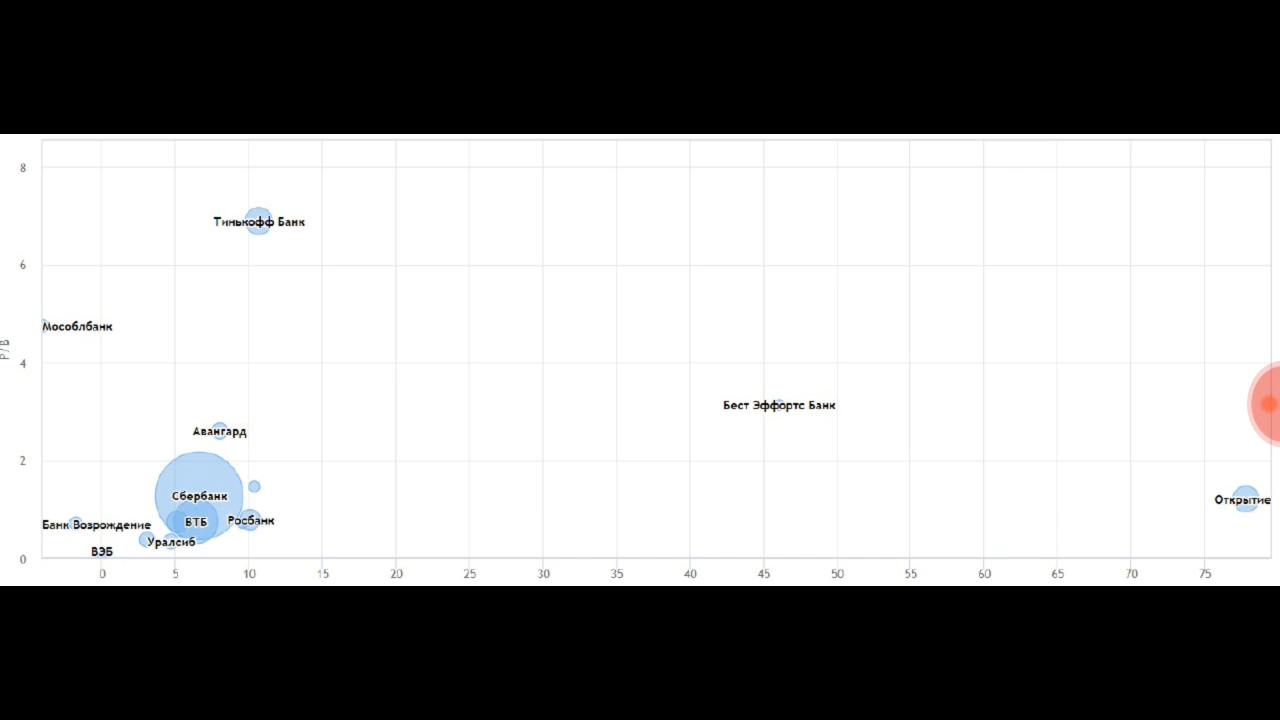 8
Тинькофф Банк
6
Мособлбанк
P/B
4
Бест Эффортс Банк
Авангард
2
Сбербанк
Открытие
Банк Возрождение
ВТБ
Росбанк
Уралсиб
ВЭБ
0
0 5 10 15 20 25 30 35 40 45 50 55 60 65 70 75